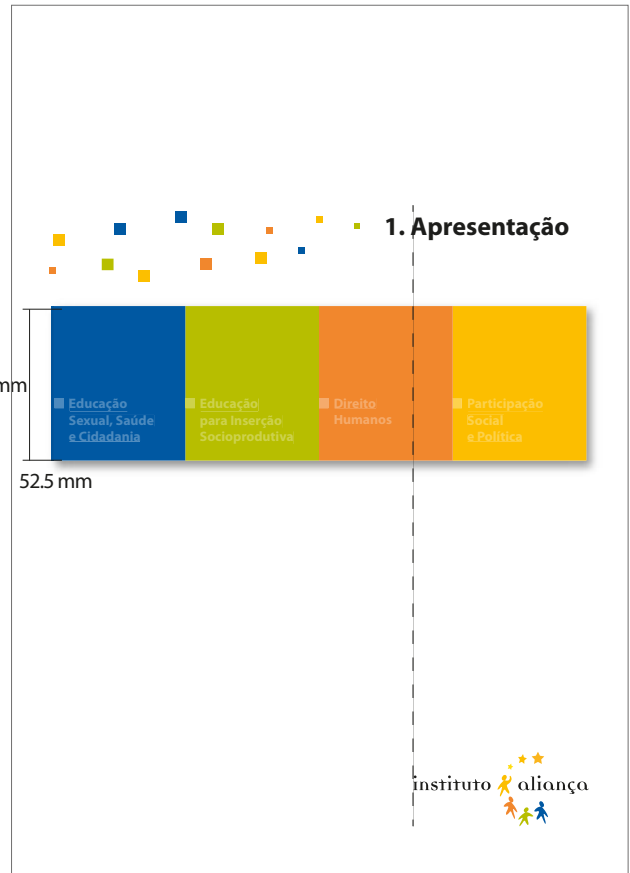 1. Apresentação
mm
Educação
Sexual, Saúde
e Cidadania
Educação
para Inserção
Socioprodutiva
Direito
Humanos
Participação
Social
e Política
52.5 mm
instituto aliança